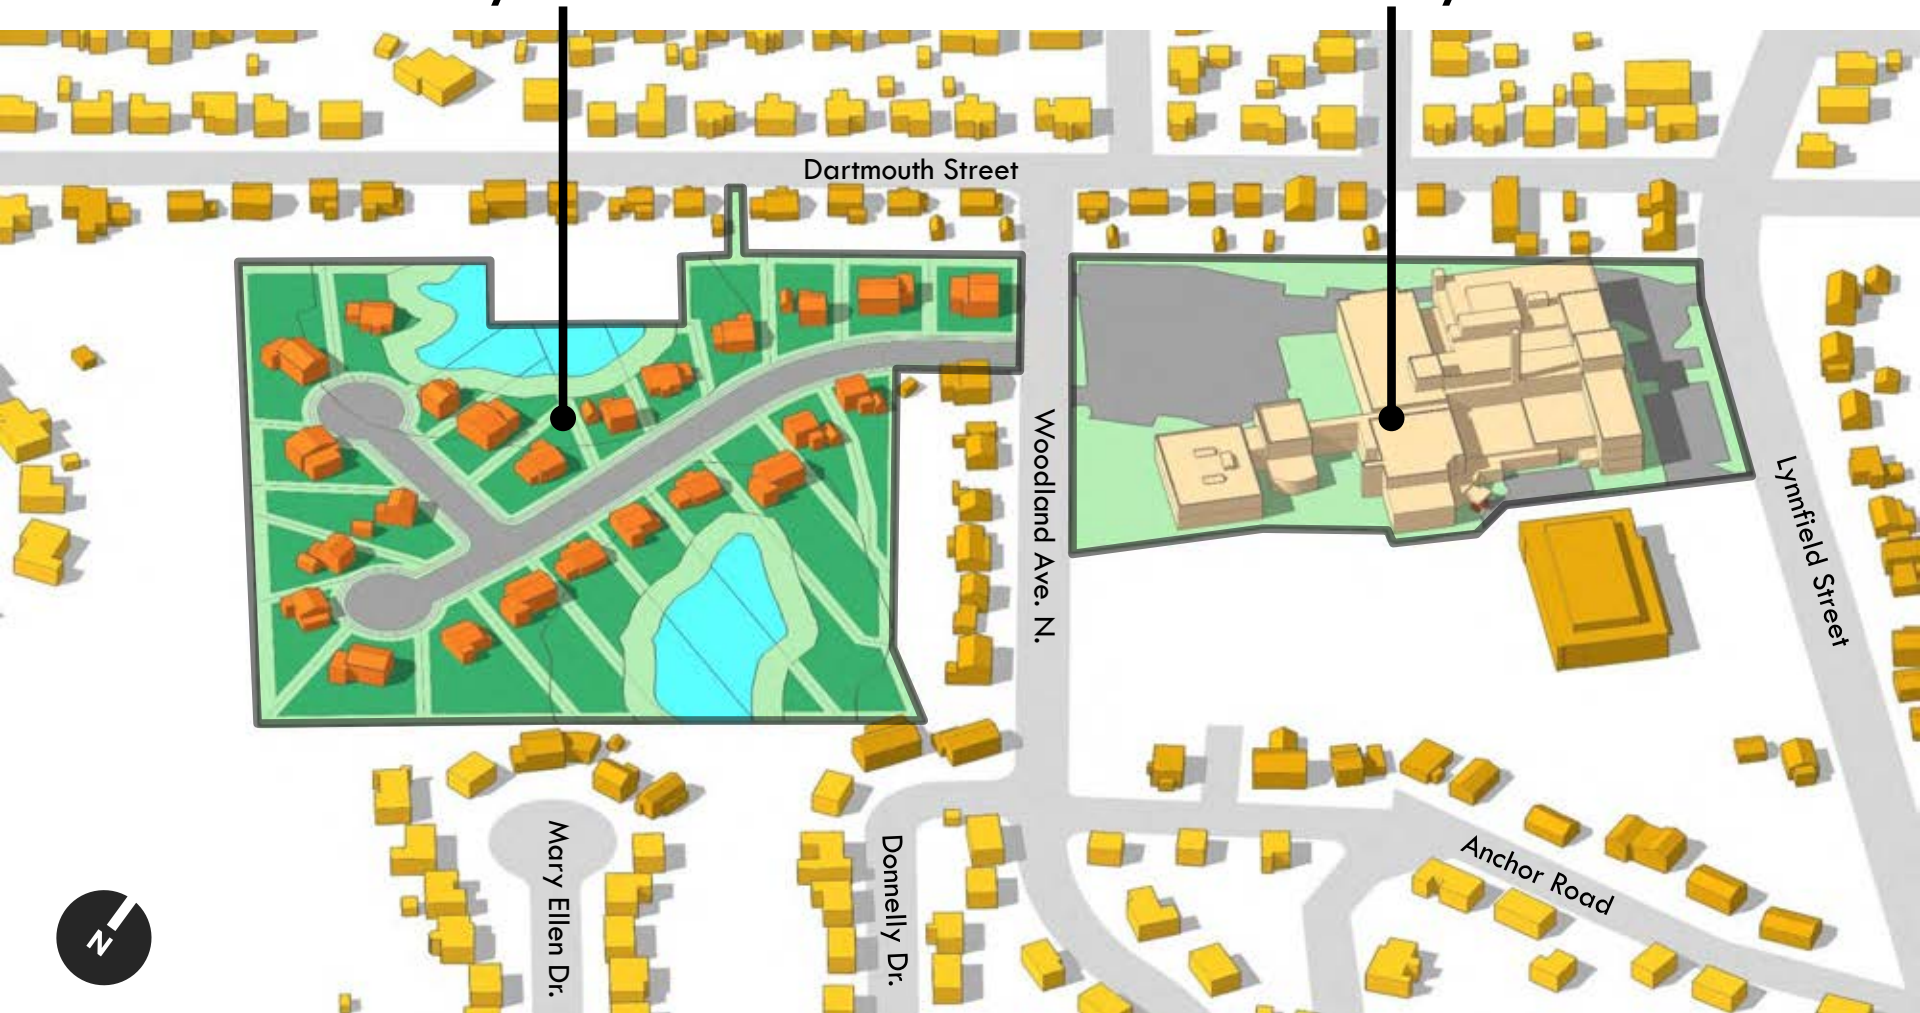 Dartmouth Street
Woodland Ave. N.
Lynnfield Street
Mary Ellen Dr.
Donnelly Dr.
Anchor Road
N